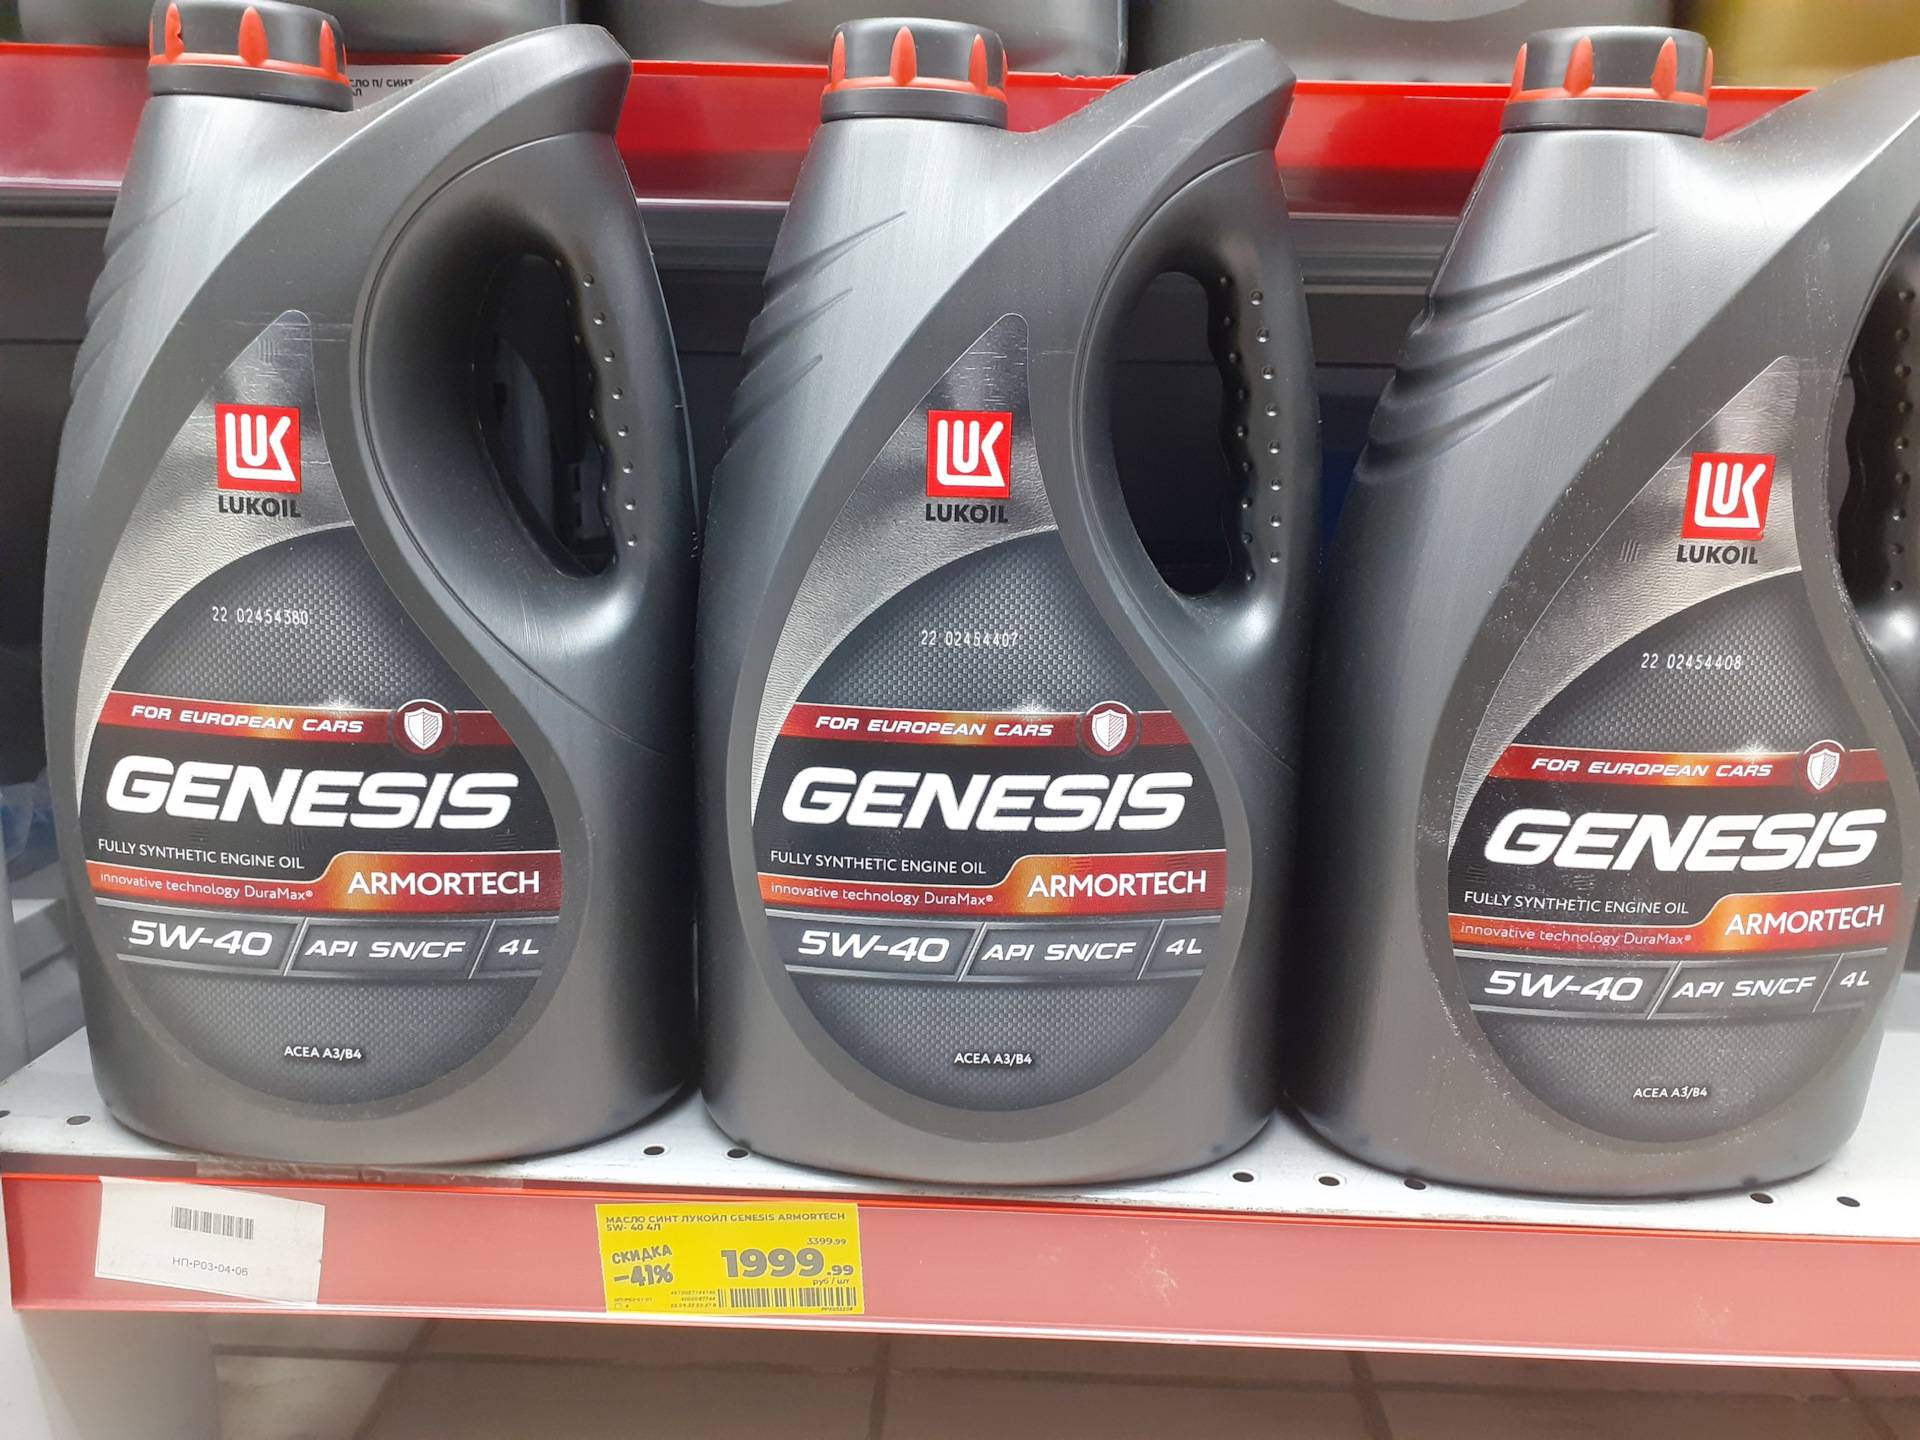 LUK
LUKOIL
22 02454380
FOR EUROPEAN CARS
GENESIS
FULLY SYNTHETIC ENGINE OIL
innovative technology DuraMax®
ARMORTECH
5W-40
API SN/CF
4L
ACEA A3/B4
LUK
LUKOIL
22 02454407
FOR EUROPEAN CARS
GENESIS
FULLY SYNTHETIC ENGINE OIL
innovative technology DuraMax®
ARMORTECH
5W-40
API SN/CF
4L
ACEA A3/B4
LUK
LUKOIL
22 02454408
FOR EUROPEAN CARS
GENESIS
FULLY SYNTHETIC ENGINE OIL
innovative technology DuraMax®
ARMORTECH
5W-40
API SN/CF
4L
ACEA A3/B4
НП•Р03•04•06
МАСЛО СИНТ ЛУКОЙЛ GENESIS ARMORTECH
5W- 40 4Л
3399.99
СКИДКА
-41%
1999.99
руб / шт